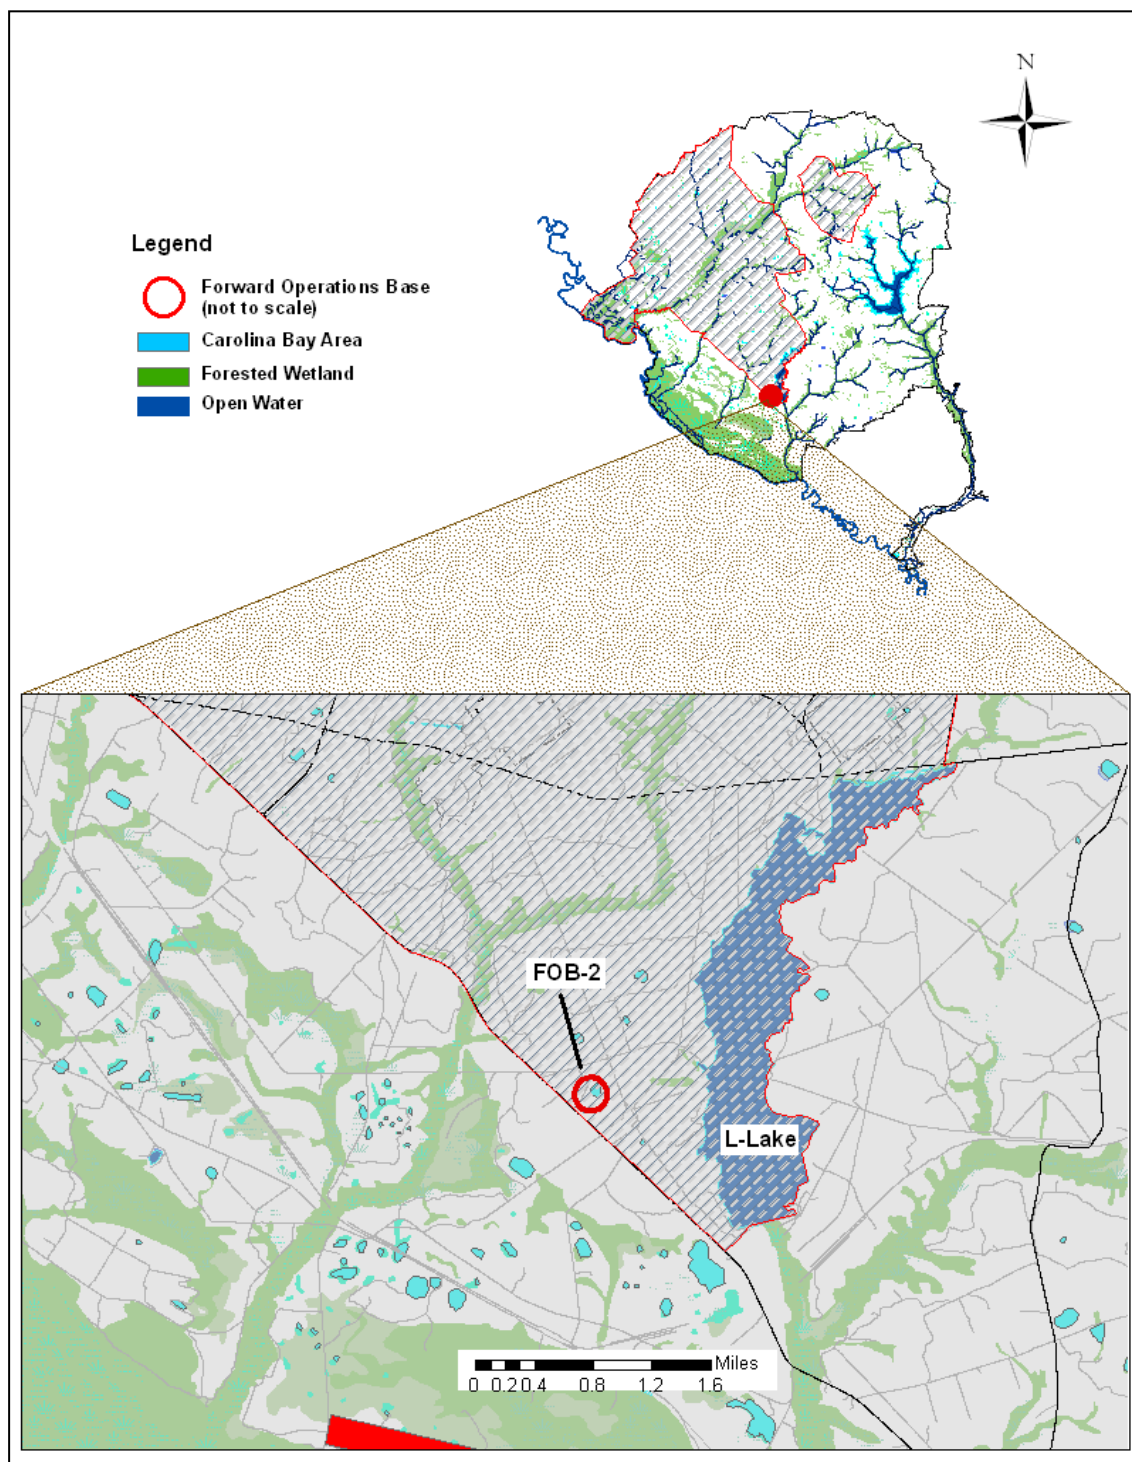 N
Legend
Forward Operations Base
(not to scale)
Carolina Bay Area
Forested Wetland
Open Water
FOB-2
L-Lake
Miles
0 0.2 0.4 0.8 1.2 1.6